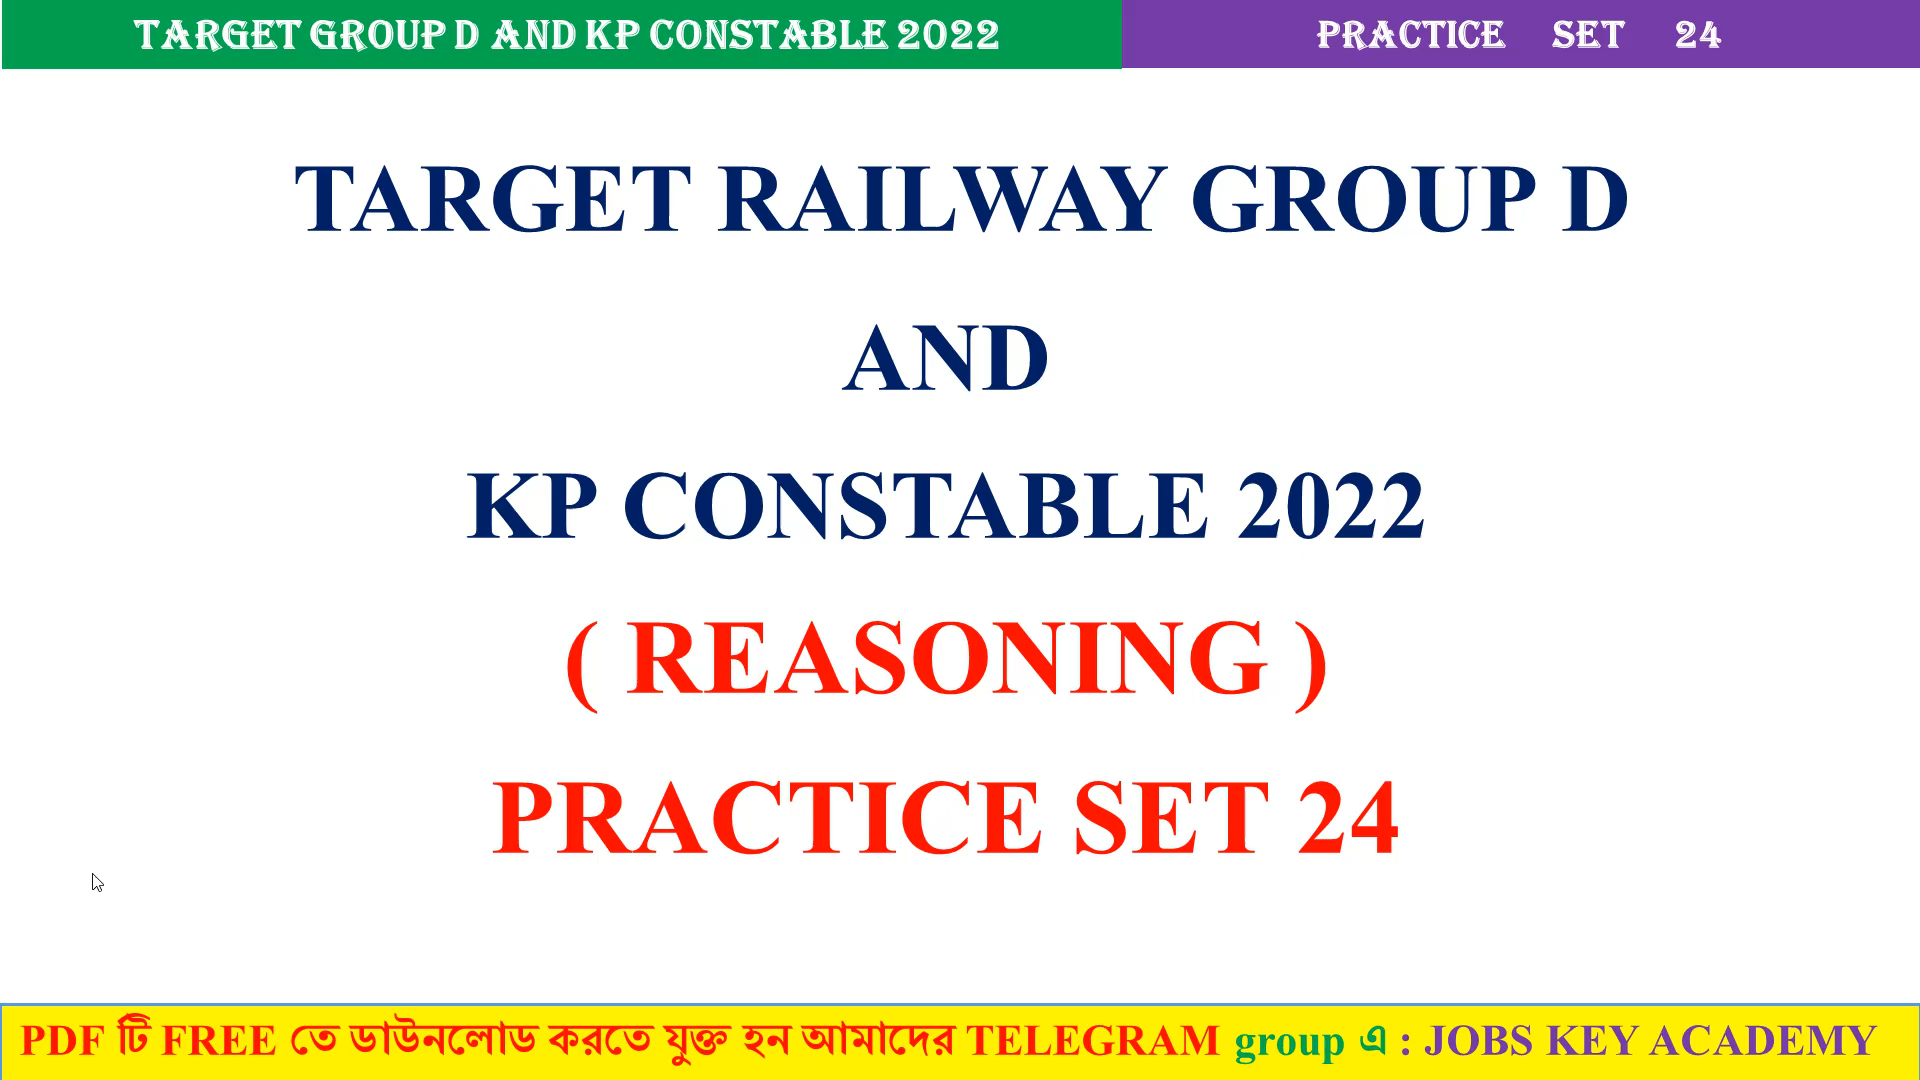 TARGET GROUP D AND KP CONSTABLE 2022
PRACTICE SET 24
TARGET RAILWAY GROUP D
AND
KP CONSTABLE 2022
( REASONING )
PRACTICE SET 24
PDF টি FREE তে ডাউনলোড করতে যুক্ত হন আমাদের TELEGRAM group এ : JOBS KEY ACADEMY